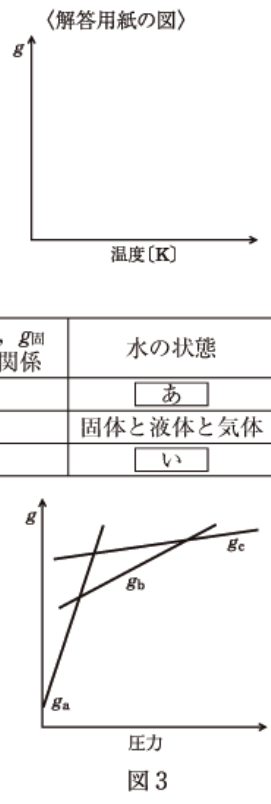 〈解答用紙の図〉
g
温度〔K〕
, g固
関係
水の状態
あ
固体と液体と気体
い
g
gc
gb
ga
圧力
図3